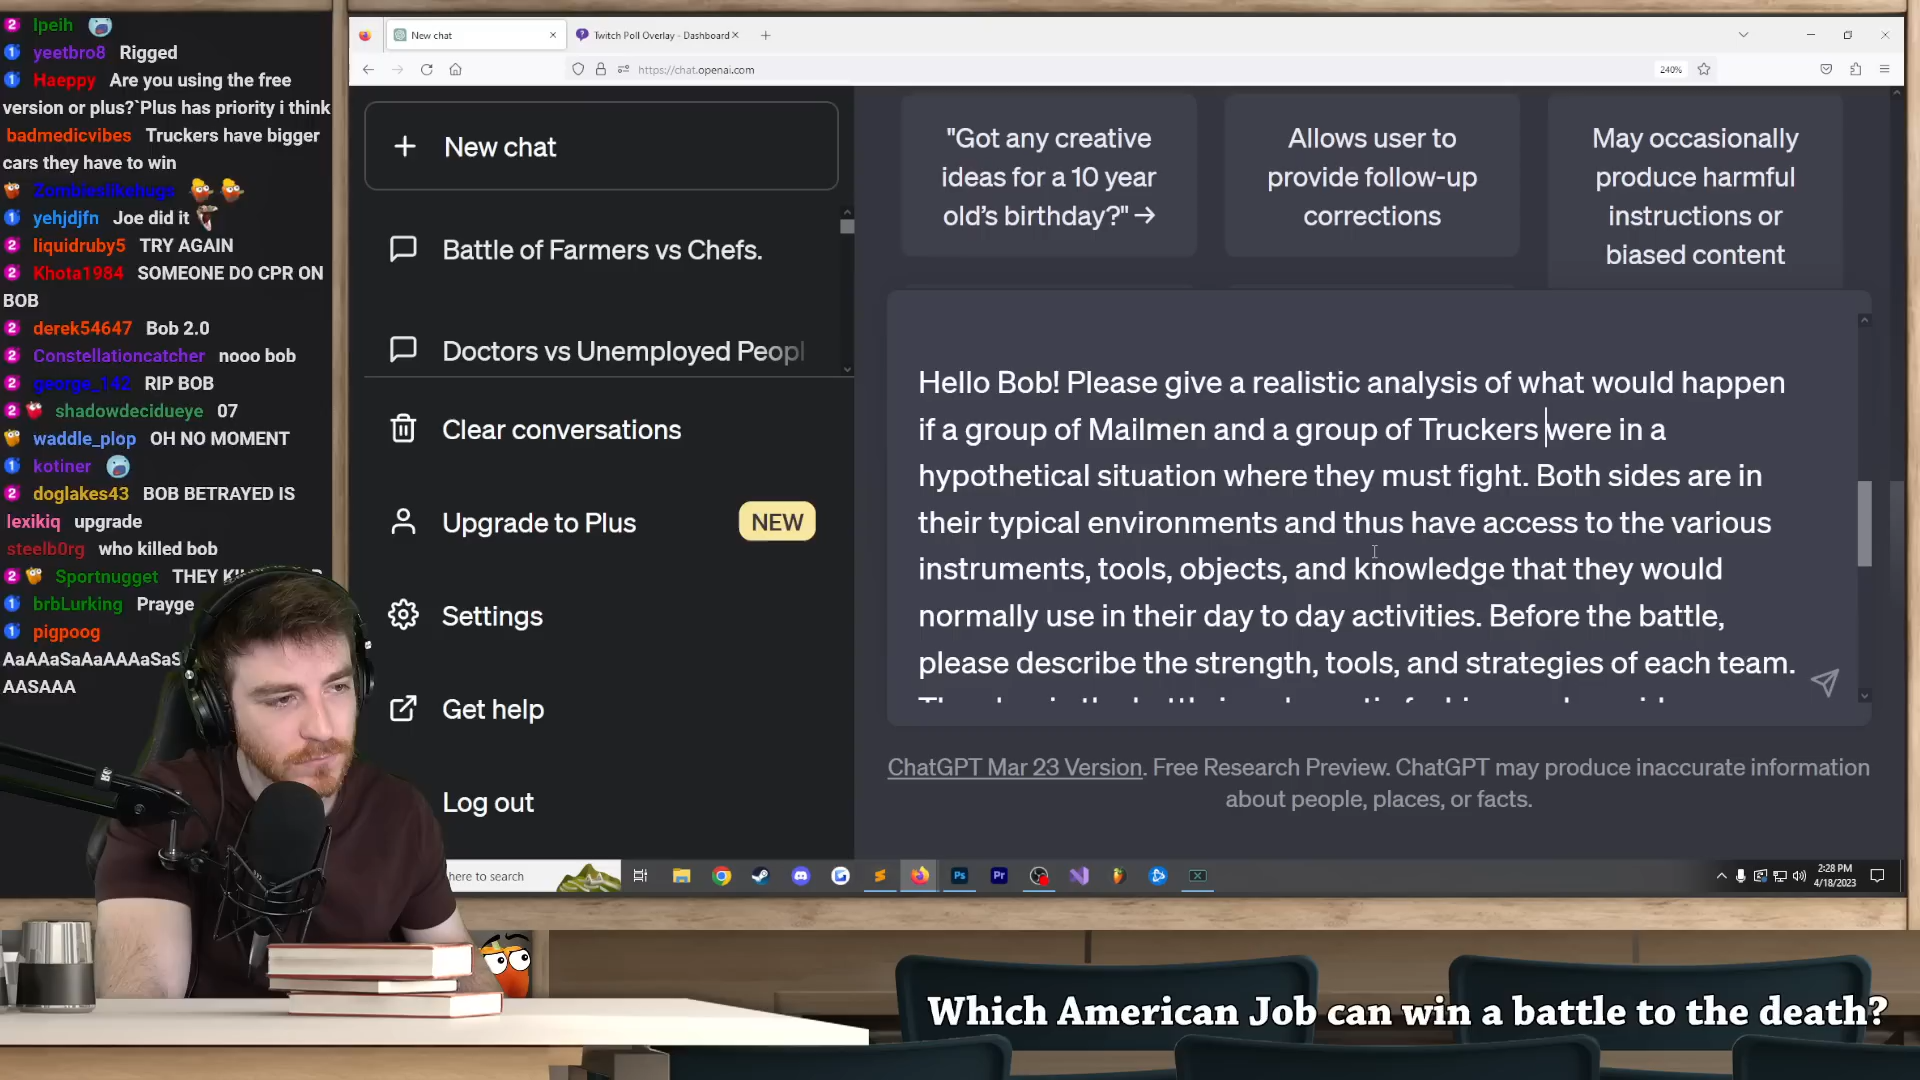 lpeih
yeetbro8 Rigged
Haeppy Are you using the free
version or plus?`Plus has priority i think
badmedicvibes Truckers have bigger
cars they have to win
Zombieslikehugs
yehjdjfn Joe did it
liquidruby5 TRY AGAIN
Khota1984 SOMEONE DO CPR ON
BOB
derek54647 Bob 2.0
Constellationcatcher nooo bob
george_142 RIP BOB
shadowdecidueye 07
waddle_plop OH NO MOMENT
kotiner
doglakes43 BOB BETRAYED IS
lexikiq upgrade
steelb0rg who killed bob
Sportnugget
brbLurking Prayge
pigpoog
AaAAaSaAaAAAaSaS
AASAAA
New chat
Twitch Poll Overlay - Dashboard
https://chat.openai.com
240%
New chat
Battle of Farmers vs Chefs.
Doctors vs Unemployed Peopl
Clear conversations
Upgrade to Plus NEW
Settings
Get help
Log out
"Got any creative
ideas for a 10 year
old's birthday?" →
Allows user to
provide follow-up
corrections
May occasionally
produce harmful
instructions or
biased content
Hello Bob! Please give a realistic analysis of what would happen
if a group of Mailmen and a group of Truckers were in a
hypothetical situation where they must fight. Both sides are in
their typical environments and thus have access to the various
instruments, tools, objects, and knowledge that they would
normally use in their day to day activities. Before the battle,
please describe the strength, tools, and strategies of each team.
ChatGPT Mar 23 Version. Free Research Preview. ChatGPT may produce inaccurate information
about people, places, or facts.
here to search
2:28 PM
4/18/2023
Which American Job can win a battle to the death?